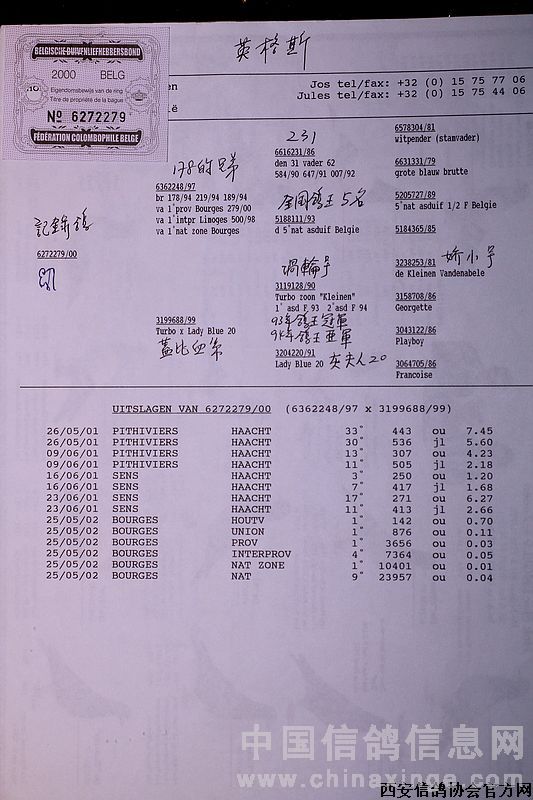 英格斯
BELGISCHE DUIVENLIEFHEBBERSBOND
2000 BELG
Eigendomsbewijs van de ring
Titre de propriété de la bague
№ 6272279
FÉDÉRATION COLOMBOPHILE BELGE
en
Jos tel/fax: +32 (0) 15 75 77 06
Jules tel/fax: +32 (0) 15 75 44 06
ië
6578304/81
witpender (stamvader)
231
6616231/86
den 31 vader 62
584/90 647/91 007/92
6631331/79
grote blauw brutte
178的兄弟
6362248/97
br 178/94 219/94 189/94
va 1°prov Bourges 279/00
va 1°intpr Limoges 500/98
va 1°nat zone Bourges
全国鴿王5名
5188111/93
d 5°nat asduif Belgie
5205727/89
5°nat asduif 1/2 F Belgie
5184365/85
記錄鴿
6272279/00
渦輪号
3119128/90
Turbo zoon "Kleinen"
1° asd F 93 2°asd F 94
93年鴿王冠軍
94年鴿王亚軍
3238253/81 嬌小号
de Kleinen Vandenabele
3158708/86
Georgette
3199688/99
Turbo x Lady Blue 20
盖比血系
3204220/91
Lady Blue 20 灰夫人20
3043122/86
Playboy
3064705/86
Francoise
UITSLAGEN VAN 6272279/00 (6362248/97 x 3199688/99)
26/05/01 PITHIVIERS HAACHT 33° 443 ou 7.45
26/05/01 PITHIVIERS HAACHT 30° 536 jl 5.60
09/06/01 PITHIVIERS HAACHT 13° 307 ou 4.23
09/06/01 PITHIVIERS HAACHT 11° 505 jl 2.18
16/06/01 SENS HAACHT 3° 250 ou 1.20
16/06/01 SENS HAACHT 7° 417 jl 1.68
23/06/01 SENS HAACHT 17° 271 ou 6.27
23/06/01 SENS HAACHT 11° 413 jl 2.66
25/05/02 BOURGES HOUTV 1° 142 ou 0.70
25/05/02 BOURGES UNION 1° 876 ou 0.11
25/05/02 BOURGES PROV 1° 3656 ou 0.03
25/05/02 BOURGES INTERPROV 4° 7364 ou 0.05
25/05/02 BOURGES NAT ZONE 1° 10401 ou 0.01
25/05/02 BOURGES NAT 9° 23957 ou 0.04
中国信鸽信息网
www.chinaxinge.com
西安信鸽协会官方网